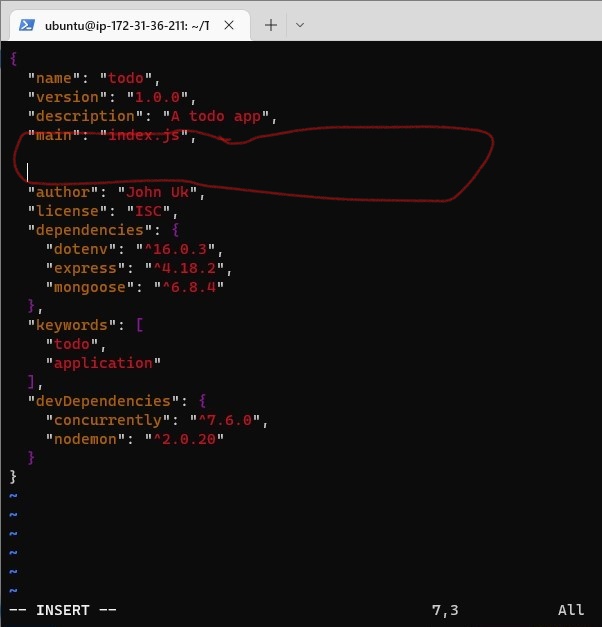 ubuntu@ip-172-31-36-211: ~/T
{
  "name": "todo",
  "version": "1.0.0",
  "description": "A todo app",
  "main": "index.js",
  "author": "John Uk",
  "license": "ISC",
  "dependencies": {
    "dotenv": "^16.0.3",
    "express": "^4.18.2",
    "mongoose": "^6.8.4"
  },
  "keywords": [
    "todo",
    "application"
  ],
  "devDependencies": {
    "concurrently": "^7.6.0",
    "nodemon": "^2.0.20"
  }
}
~
~
~
~
~
~
-- INSERT -- 7,3 All